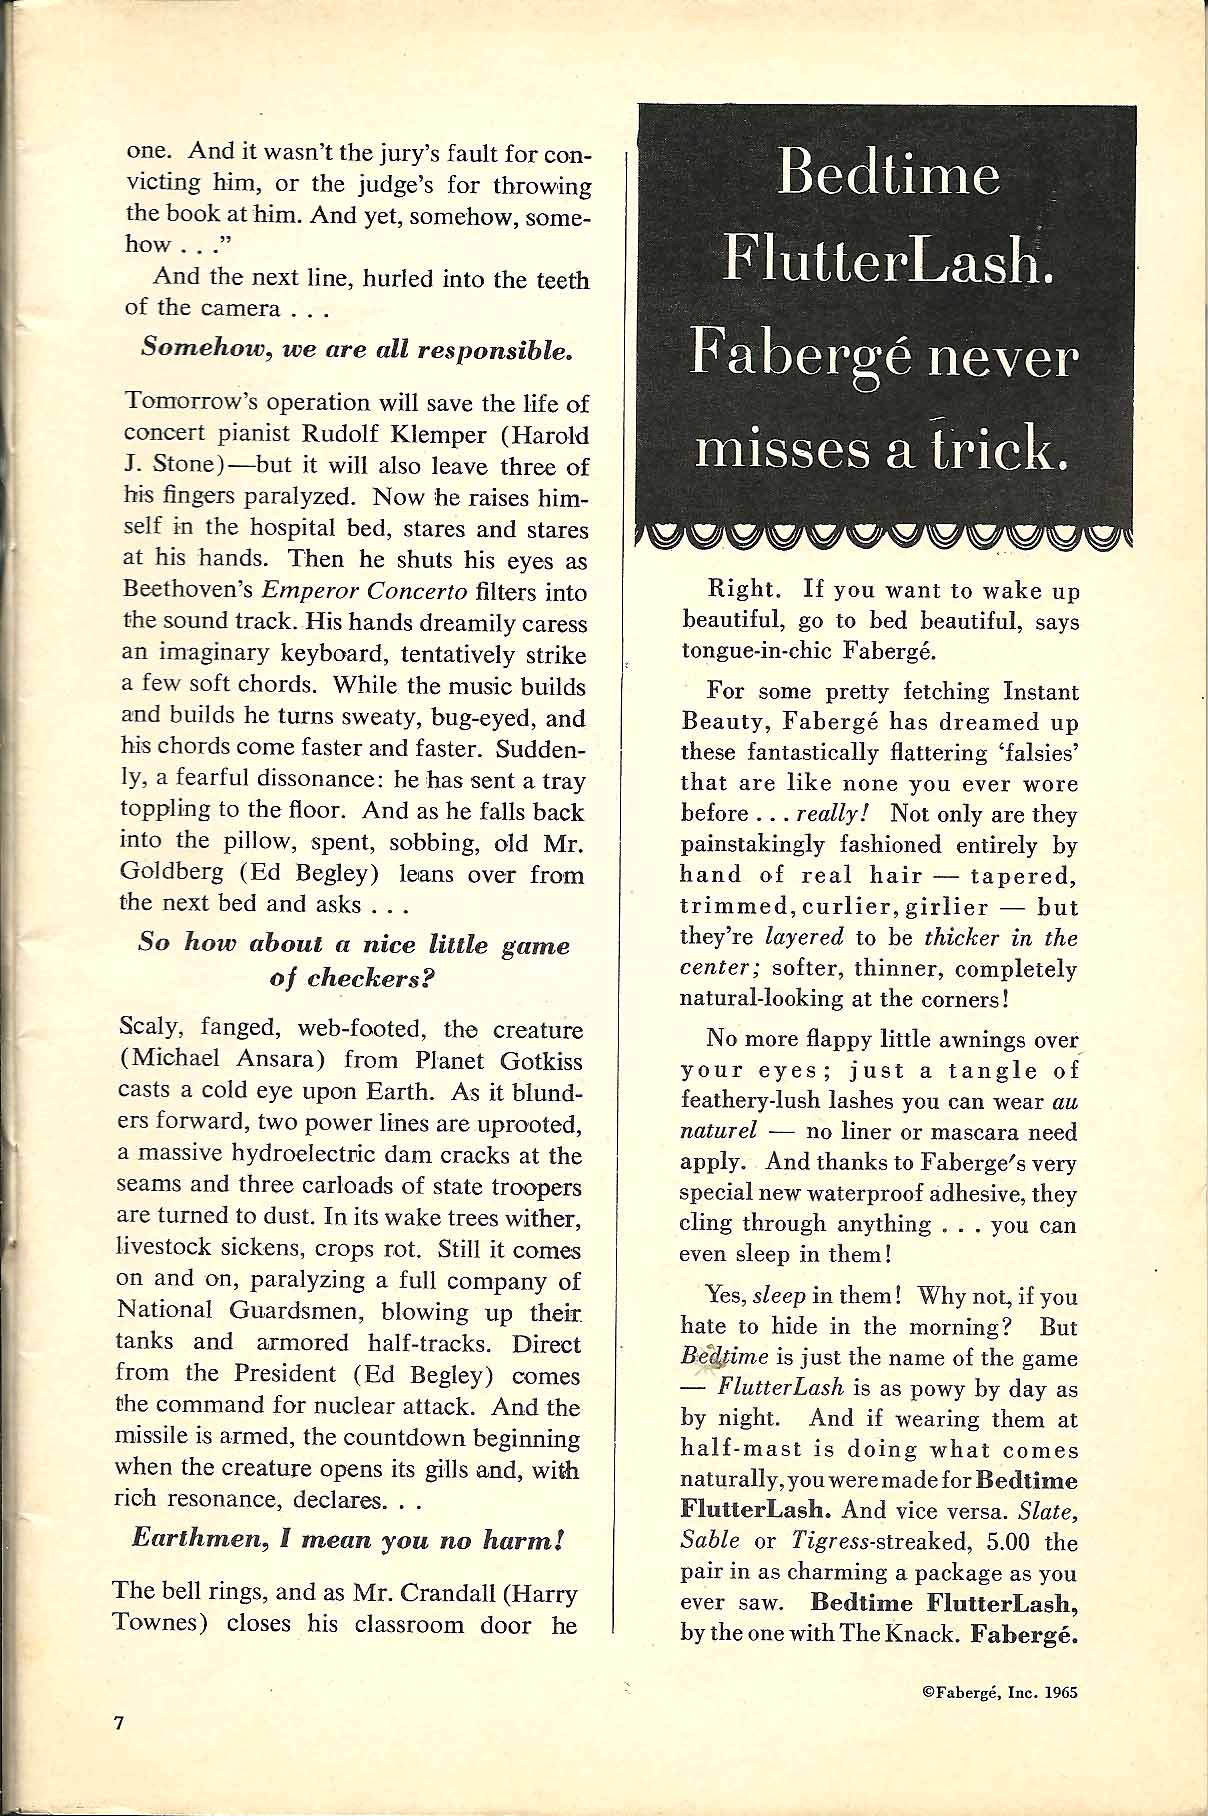 one. And it wasn't the jury's fault for con-
victing him, or the judge's for throwing
the book at him. And yet, somehow, some-
how . . ."
And the next line, hurled into the teeth
of the camera . . .
Somehow, we are all responsible.
Tomorrow's operation will save the life of
concert pianist Rudolf Klemper (Harold
J. Stone)—but it will also leave three of
his fingers paralyzed. Now he raises him-
self in the hospital bed, stares and stares
at his hands. Then he shuts his eyes as
Beethoven's Emperor Concerto filters into
the sound track. His hands dreamily caress
an imaginary keyboard, tentatively strike
a few soft chords. While the music builds
and builds he turns sweaty, bug-eyed, and
his chords come faster and faster. Sudden-
ly, a fearful dissonance: he has sent a tray
toppling to the floor. And as he falls back
into the pillow, spent, sobbing, old Mr.
Goldberg (Ed Begley) leans over from
the next bed and asks . . .
So how about a nice little game
of checkers?
Scaly, fanged, web-footed, the creature
(Michael Ansara) from Planet Gotkiss
casts a cold eye upon Earth. As it blund-
ers forward, two power lines are uprooted,
a massive hydroelectric dam cracks at the
seams and three carloads of state troopers
are turned to dust. In its wake trees wither,
livestock sickens, crops rot. Still it comes
on and on, paralyzing a full company of
National Guardsmen, blowing up their
tanks and armored half-tracks. Direct
from the President (Ed Begley) comes
the command for nuclear attack. And the
missile is armed, the countdown beginning
when the creature opens its gills and, with
rich resonance, declares. . .
Earthmen, I mean you no harm!
The bell rings, and as Mr. Crandall (Harry
Townes) closes his classroom door he
7
Bedtime
FlutterLash.
Fabergé never
misses a trick.
Right. If you want to wake up
beautiful, go to bed beautiful, says
tongue-in-chic Fabergé.
For some pretty fetching Instant
Beauty, Fabergé has dreamed up
these fantastically flattering 'falsies'
that are like none you ever wore
before . . . really! Not only are they
painstakingly fashioned entirely by
hand of real hair — tapered,
trimmed, curlier, girlier — but
they're layered to be thicker in the
center; softer, thinner, completely
natural-looking at the corners!
No more flappy little awnings over
your eyes; just a tangle of
feathery-lush lashes you can wear au
naturel — no liner or mascara need
apply. And thanks to Faberge's very
special new waterproof adhesive, they
cling through anything . . . you can
even sleep in them!
Yes, sleep in them! Why not, if you
hate to hide in the morning? But
Bedtime is just the name of the game
— FlutterLash is as powy by day as
by night. And if wearing them at
half-mast is doing what comes
naturally, you were made for Bedtime
FlutterLash. And vice versa. Slate,
Sable or Tigress-streaked, 5.00 the
pair in as charming a package as you
ever saw. Bedtime FlutterLash,
by the one with The Knack. Fabergé.
©Fabergé, Inc. 1965